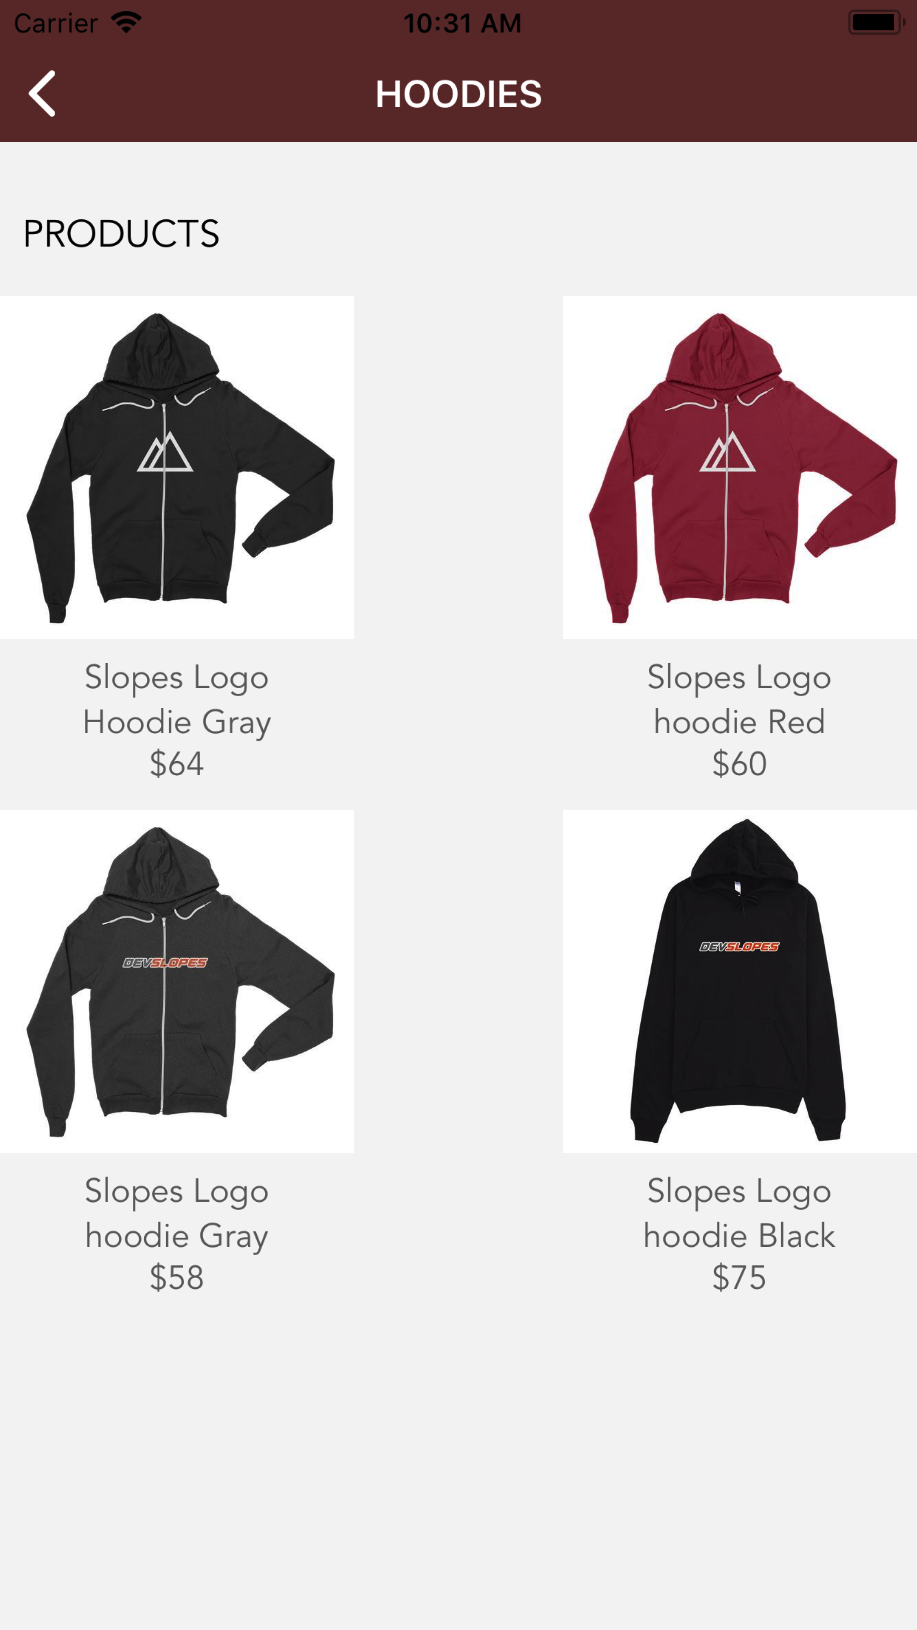 Carrier 10:31 AM
HOODIES
PRODUCTS
Slopes Logo
Hoodie Gray
$64
Slopes Logo
hoodie Red
$60
DEVSLOPES
Slopes Logo
hoodie Gray
$58
DEVSLOPES
Slopes Logo
hoodie Black
$75